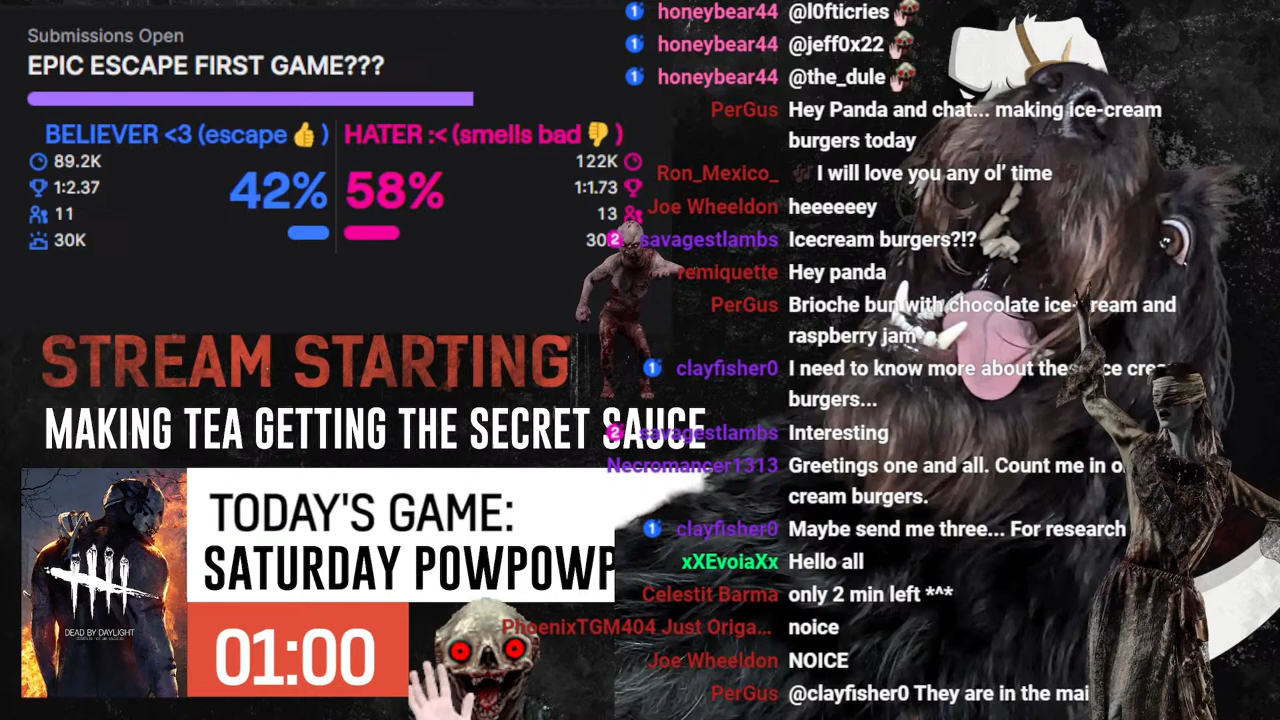 Submissions Open
EPIC ESCAPE FIRST GAME???
BELIEVER <3 (escape👍)
HATER :< (smells bad👎)
89.2K
1:2.37
11
30K
42%
58%
122K
1:1.73
13
STREAM STARTING
MAKING TEA GETTING THE SECRET SAUCE
TODAY'S GAME:
SATURDAY POWPOWP
DEAD BY DAYLIGHT
01:00
honeybear44 @l0fticries
honeybear44 @jeff0x22
honeybear44 @the_dule
PerGus Hey Panda and chat... making ice-cream
burgers today
Ron_Mexico_ 🎶 I will love you any ol' time
Joe Wheeldon heeeeeey
savagestlambs Icecream burgers?!?
remiquette Hey panda
PerGus Brioche bun with chocolate ice-cream and
raspberry jam
clayfisher0 I need to know more about these ice cream
burgers...
savagestlambs Interesting
Necromancer1313 Greetings one and all. Count me in o
cream burgers.
clayfisher0 Maybe send me three... For research
xXEvoiaXx Hello all
Celestit Barma only 2 min left *^*
PhoenixTGM404 Just Origa... noice
Joe Wheeldon NOICE
PerGus @clayfisher0 They are in the mai